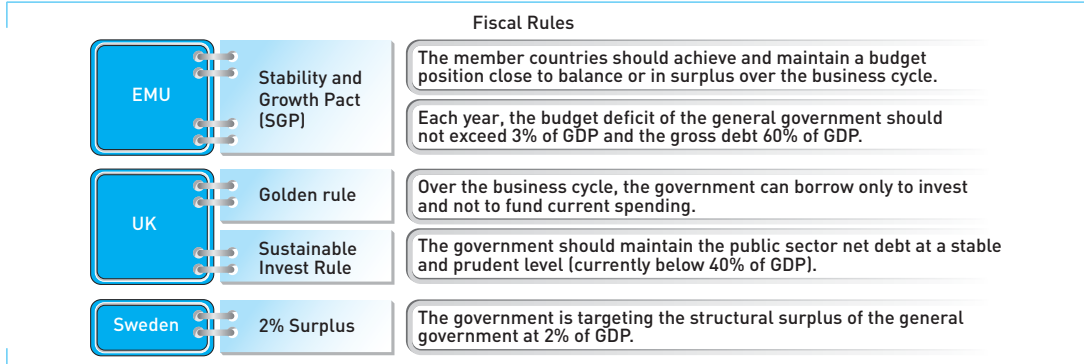 Fiscal Rules
EMU
Stability and
Growth Pact
(SGP)
The member countries should achieve and maintain a budget
position close to balance or in surplus over the business cycle.
Each year, the budget deficit of the general government should
not exceed 3% of GDP and the gross debt 60% of GDP.
UK
Golden rule
Over the business cycle, the government can borrow only to invest
and not to fund current spending.
Sustainable
Invest Rule
The government should maintain the public sector net debt at a stable
and prudent level (currently below 40% of GDP).
Sweden
2% Surplus
The government is targeting the structural surplus of the general
government at 2% of GDP.